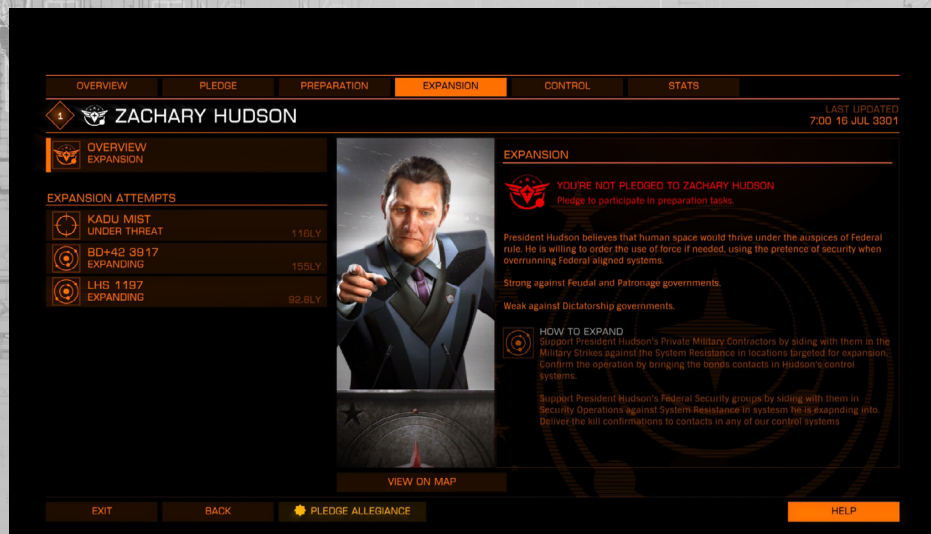 OVERVIEW
PLEDGE
PREPARATION
EXPANSION
CONTROL
STATS
1
ZACHARY HUDSON
LAST UPDATED
7:00 16 JUL 3301
OVERVIEW
EXPANSION
EXPANSION ATTEMPTS
KADU MIST
UNDER THREAT
116LY
BD+42 3917
EXPANDING
155LY
LHS 1197
EXPANDING
92.8LY
EXPANSION
YOU'RE NOT PLEDGED TO ZACHARY HUDSON
Pledge to participate in preparation tasks.
President Hudson believes that human space would thrive under the auspices of Federal
rule. He is willing to order the use of force if needed, using the pretence of security when
overrunning Federal aligned systems.
Strong against Feudal and Patronage governments.
Weak against Dictatorship governments.
HOW TO EXPAND
Support President Hudson's Private Military Contractors by siding with them in the
Military Strikes against the System Resistance in locations targeted for expansion.
Confirm the operation by bringing the bonds contacts in Hudson's control
systems.
Support President Hudson's Federal Security groups by siding with them in
Security Operations against System Resistance in systesm he is exapnding into.
Deliver the kill confirmations to contacts in any of our control systems
VIEW ON MAP
EXIT
BACK
PLEDGE ALLEGIANCE
HELP